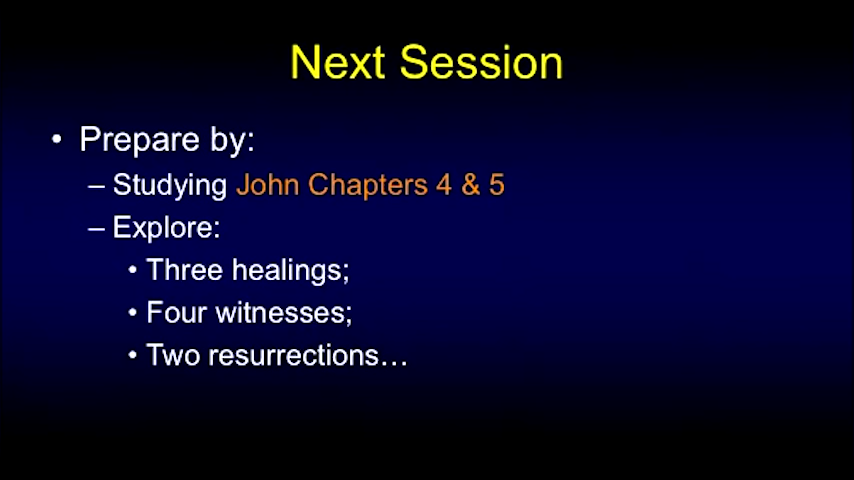 Next Session
• Prepare by:
– Studying John Chapters 4 & 5
– Explore:
• Three healings;
• Four witnesses;
• Two resurrections…